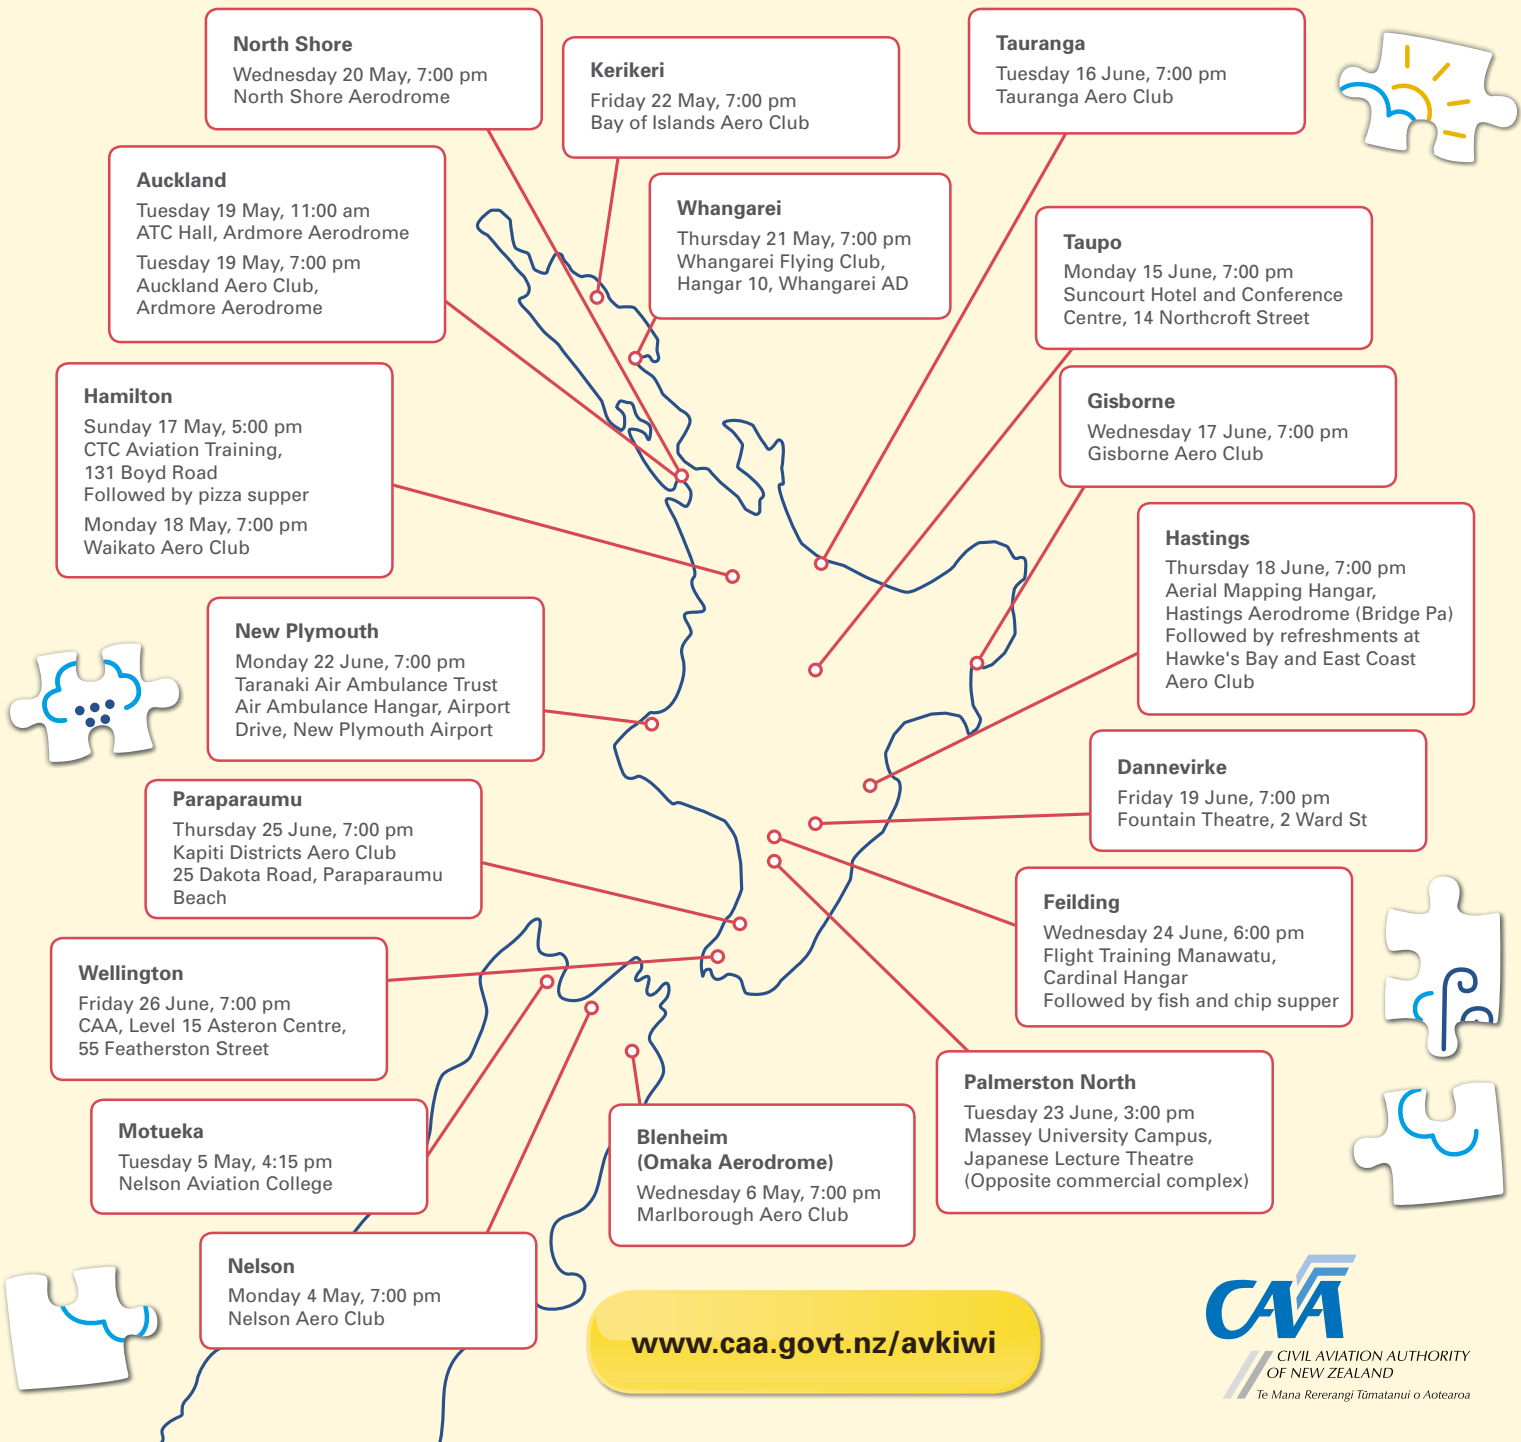 North Shore
Wednesday 20 May, 7:00 pm
North Shore Aerodrome
Kerikeri
Friday 22 May, 7:00 pm
Bay of Islands Aero Club
Tauranga
Tuesday 16 June, 7:00 pm
Tauranga Aero Club
Auckland
Tuesday 19 May, 11:00 am
ATC Hall, Ardmore Aerodrome
Tuesday 19 May, 7:00 pm
Auckland Aero Club,
Ardmore Aerodrome
Whangarei
Thursday 21 May, 7:00 pm
Whangarei Flying Club,
Hangar 10, Whangarei AD
Taupo
Monday 15 June, 7:00 pm
Suncourt Hotel and Conference
Centre, 14 Northcroft Street
Hamilton
Sunday 17 May, 5:00 pm
CTC Aviation Training,
131 Boyd Road
Followed by pizza supper
Monday 18 May, 7:00 pm
Waikato Aero Club
Gisborne
Wednesday 17 June, 7:00 pm
Gisborne Aero Club
Hastings
Thursday 18 June, 7:00 pm
Aerial Mapping Hangar,
Hastings Aerodrome (Bridge Pa)
Followed by refreshments at
Hawke's Bay and East Coast
Aero Club
New Plymouth
Monday 22 June, 7:00 pm
Taranaki Air Ambulance Trust
Air Ambulance Hangar, Airport
Drive, New Plymouth Airport
Dannevirke
Friday 19 June, 7:00 pm
Fountain Theatre, 2 Ward St
Paraparaumu
Thursday 25 June, 7:00 pm
Kapiti Districts Aero Club
25 Dakota Road, Paraparaumu
Beach
Feilding
Wednesday 24 June, 6:00 pm
Flight Training Manawatu,
Cardinal Hangar
Followed by fish and chip supper
Wellington
Friday 26 June, 7:00 pm
CAA, Level 15 Asteron Centre,
55 Featherston Street
Palmerston North
Tuesday 23 June, 3:00 pm
Massey University Campus,
Japanese Lecture Theatre
(Opposite commercial complex)
Motueka
Tuesday 5 May, 4:15 pm
Nelson Aviation College
Blenheim
(Omaka Aerodrome)
Wednesday 6 May, 7:00 pm
Marlborough Aero Club
Nelson
Monday 4 May, 7:00 pm
Nelson Aero Club
www.caa.govt.nz/avkiwi
CAA
CIVIL AVIATION AUTHORITY
OF NEW ZEALAND
Te Mana Rererangi Tūmatanui o Aotearoa